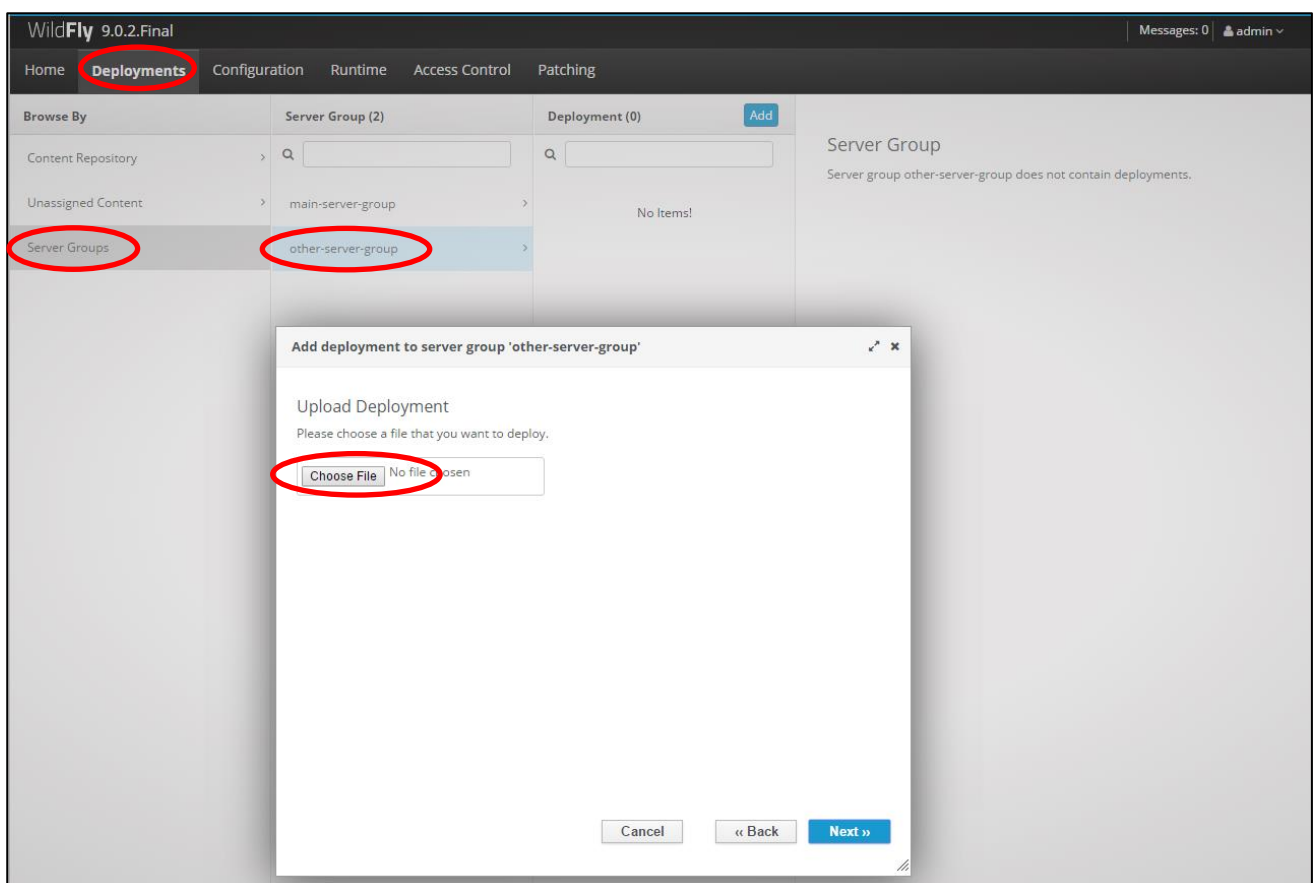 WildFly 9.0.2.Final
Messages: 0 admin
Home Deployments Configuration Runtime Access Control Patching
Browse By
Server Group (2)
Deployment (0)
Add
Content Repository
Unassigned Content
Server Groups
main-server-group
other-server-group
No Items!
Server Group
Server group other-server-group does not contain deployments.
Add deployment to server group 'other-server-group'
Upload Deployment
Please choose a file that you want to deploy.
Choose File No file chosen
Cancel ‹‹ Back Next ››